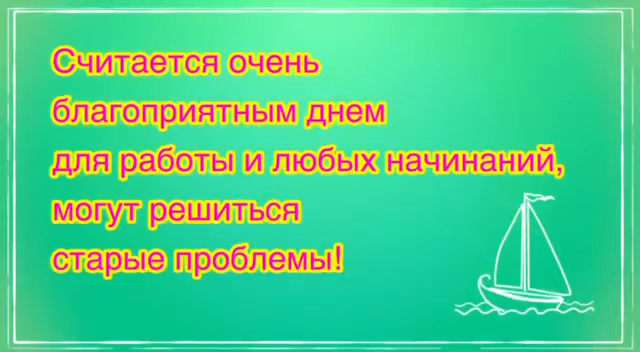 Считается очень
благоприятным днем
для работы и любых начинаний,
могут решиться
старые проблемы!